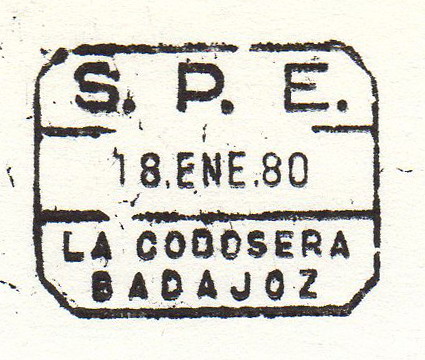 S. P. E.
18.ENE.80
LA CODOSERA
BADAJOZ